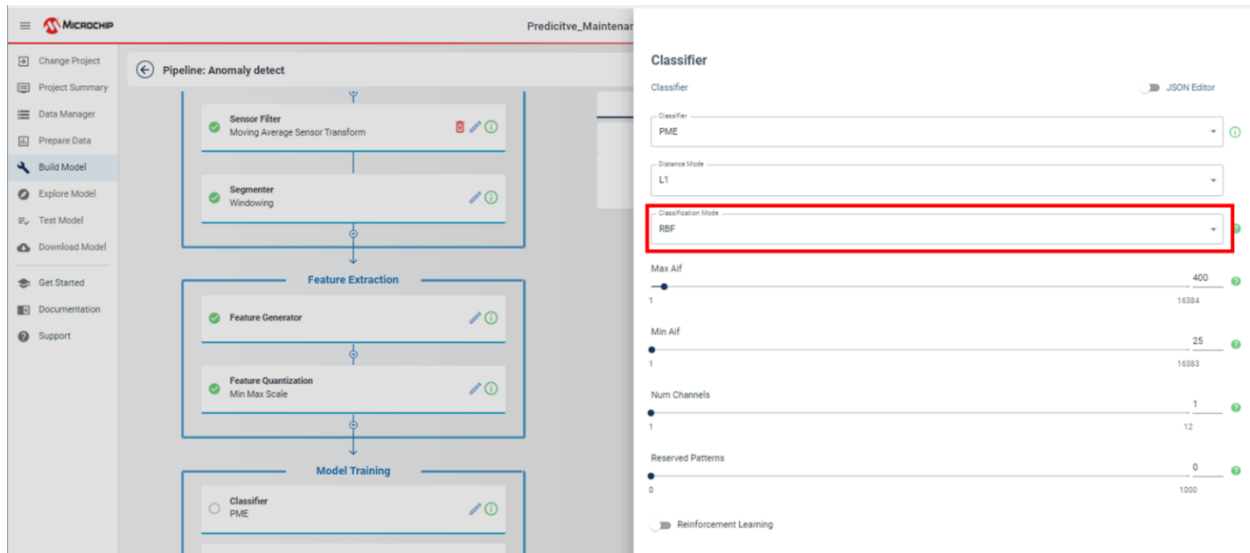 MICROCHIP
Predicitve_Maintenan
Change Project
Project Summary
Data Manager
Prepare Data
Build Model
Explore Model
Test Model
Download Model
Get Started
Documentation
Support
Pipeline: Anomaly detect
Sensor Filter
Moving Average Sensor Transform
Segmenter
Windowing
Feature Extraction
Feature Generator
Feature Quantization
Min Max Scale
Model Training
Classifier
PME
Classifier
Classifier
JSON Editor
Classifier
PME
Distance Mode
L1
Classification Mode
RBF
Max Aif
400
1 16384
Min Aif
25
1 16383
Num Channels
1
1 12
Reserved Patterns
0
0 1000
Reinforcement Learning